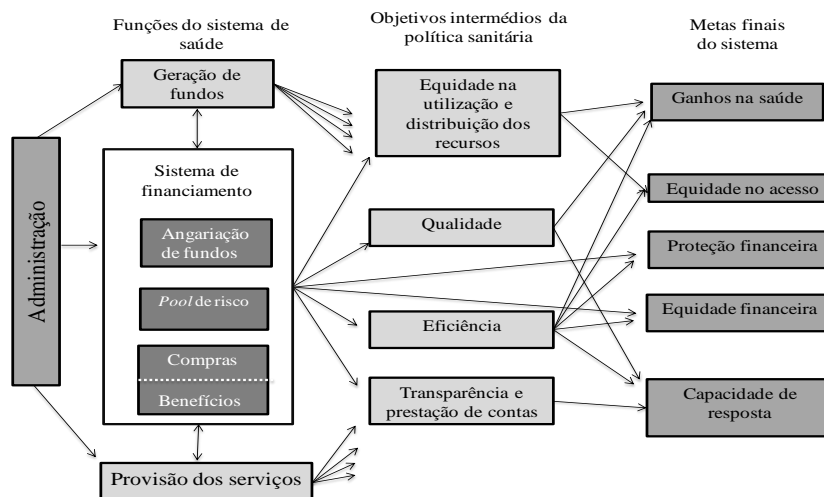 Funções do sistema de
saúde
Objetivos intermédios da
política sanitária
Metas finais
do sistema
Administração
Geração de
fundos
Sistema de
financiamento
Angariação
de fundos
Pool de risco
Compras
Benefícios
Provisão dos serviços
Equidade na
utilização e
distribuição dos
recursos
Qualidade
Eficiência
Transparência e
prestação de contas
Ganhos na saúde
Equidade no acesso
Proteção financeira
Equidade financeira
Capacidade de
resposta